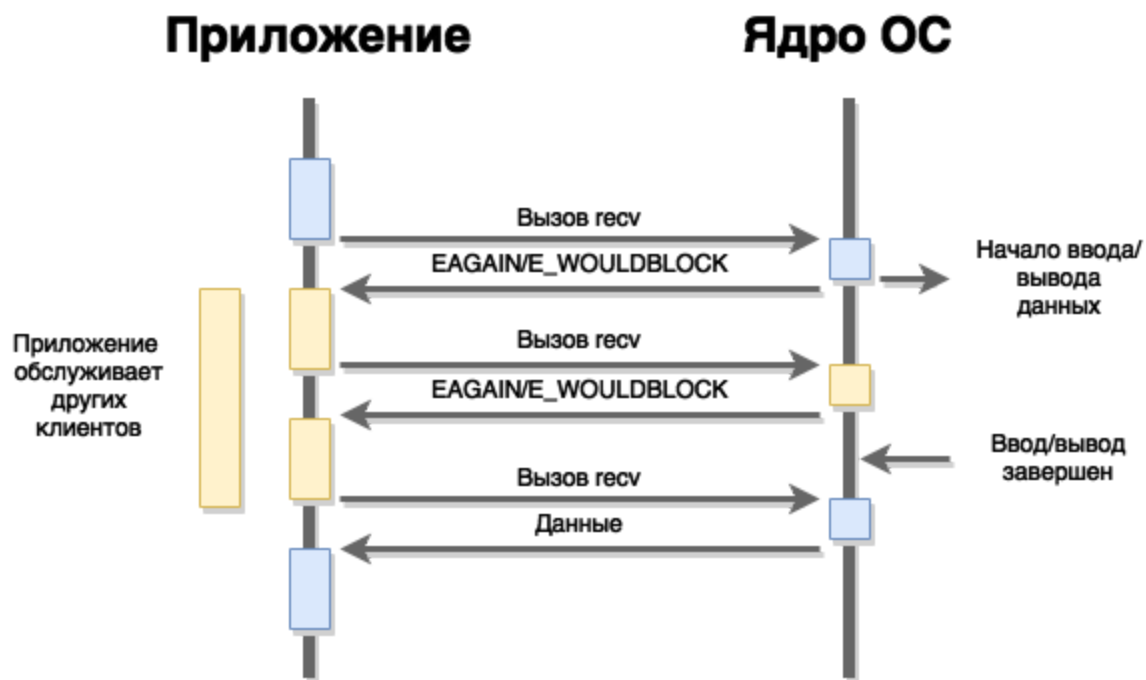 Приложение
Ядро ОС
Вызов recv
EAGAIN/E_WOULDBLOCK
Начало ввода/
вывода
данных
Приложение
обслуживает
других
клиентов
Вызов recv
EAGAIN/E_WOULDBLOCK
Ввод/вывод
завершен
Вызов recv
Данные